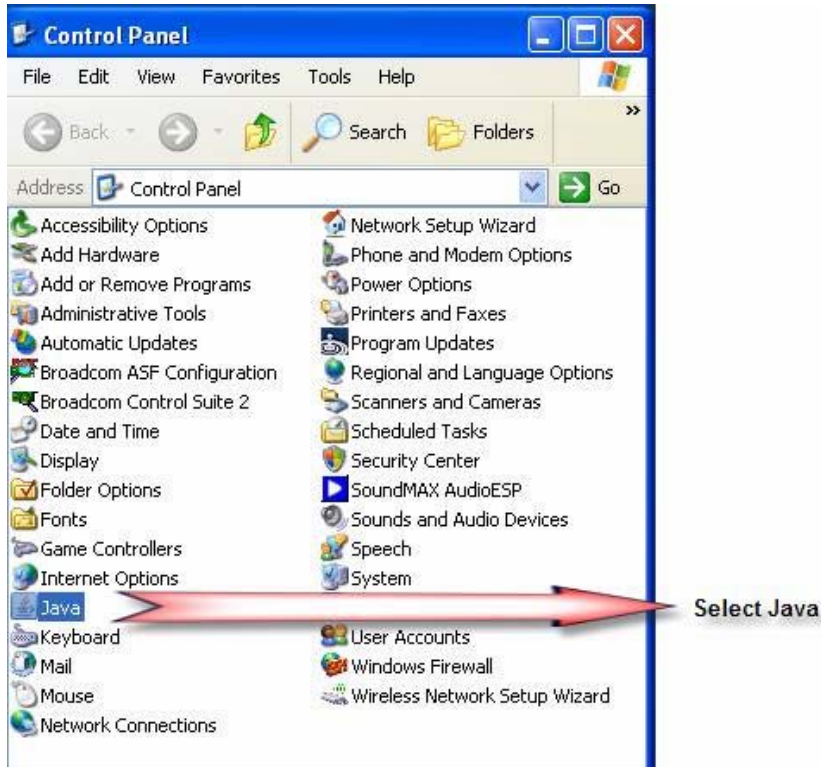 Control Panel
File Edit View Favorites Tools Help
Back Search Folders »
Address Control Panel Go
Accessibility Options
Add Hardware
Add or Remove Programs
Administrative Tools
Automatic Updates
Broadcom ASF Configuration
Broadcom Control Suite 2
Date and Time
Display
Folder Options
Fonts
Game Controllers
Internet Options
Java
Keyboard
Mail
Mouse
Network Connections
Network Setup Wizard
Phone and Modem Options
Power Options
Printers and Faxes
Program Updates
Regional and Language Options
Scanners and Cameras
Scheduled Tasks
Security Center
SoundMAX AudioESP
Sounds and Audio Devices
Speech
System
User Accounts
Windows Firewall
Wireless Network Setup Wizard
Select Java